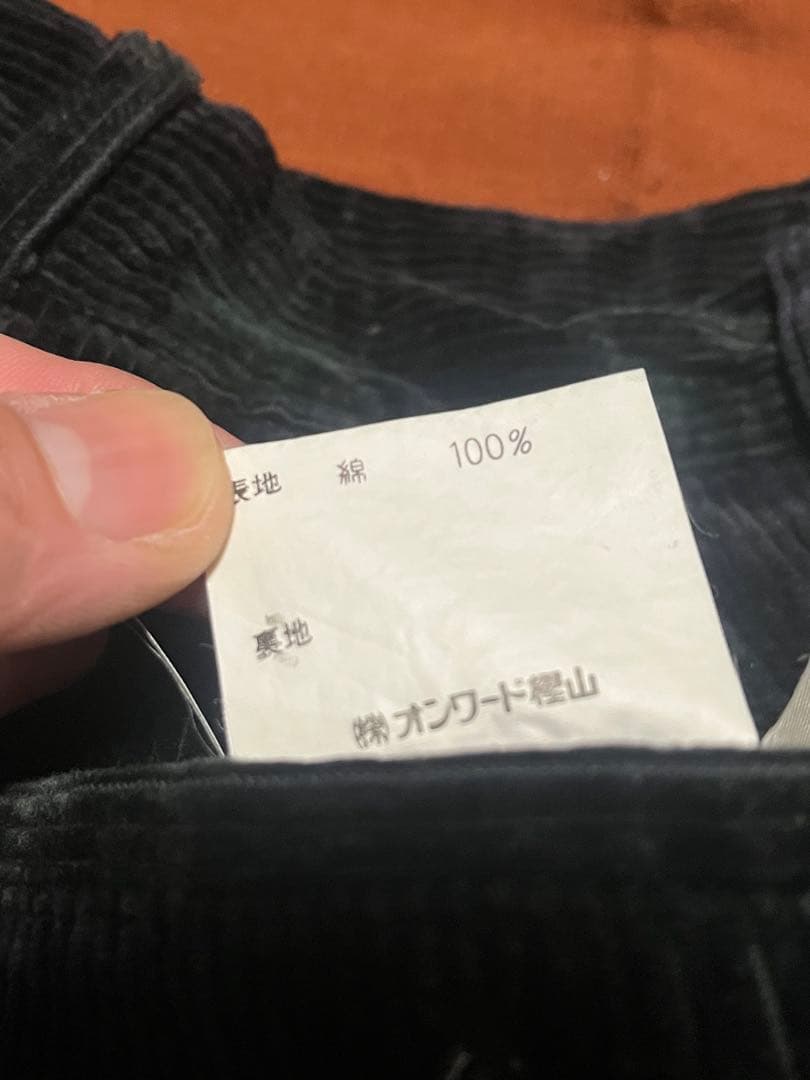 表地 綿 100%
裏地
㈱オンワード樫山